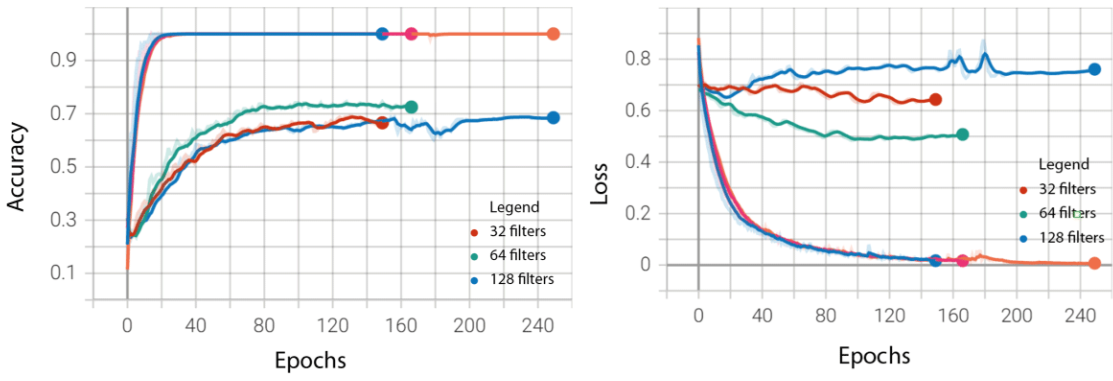 Accuracy
0.9
0.7
0.5
0.3
0.1
0 40 80 120 160 200 240
Epochs
Legend
32 filters
64 filters
128 filters
Loss
0.8
0.6
0.4
0.2
0
0 40 80 120 160 200 240
Epochs
Legend
32 filters
64 filters
128 filters